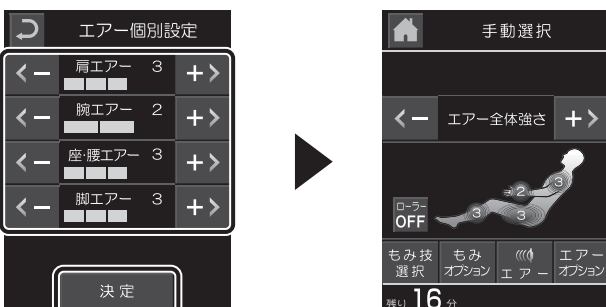 エアー個別設定
肩エアー 3
腕エアー 2
座・腰エアー 3
脚エアー 3
決定
手動選択
エアー全体強さ
2
3
3
3
ローラー
OFF
もみ技
選択
もみ
オプション
エアー
エアー
オプション
残り 16 分